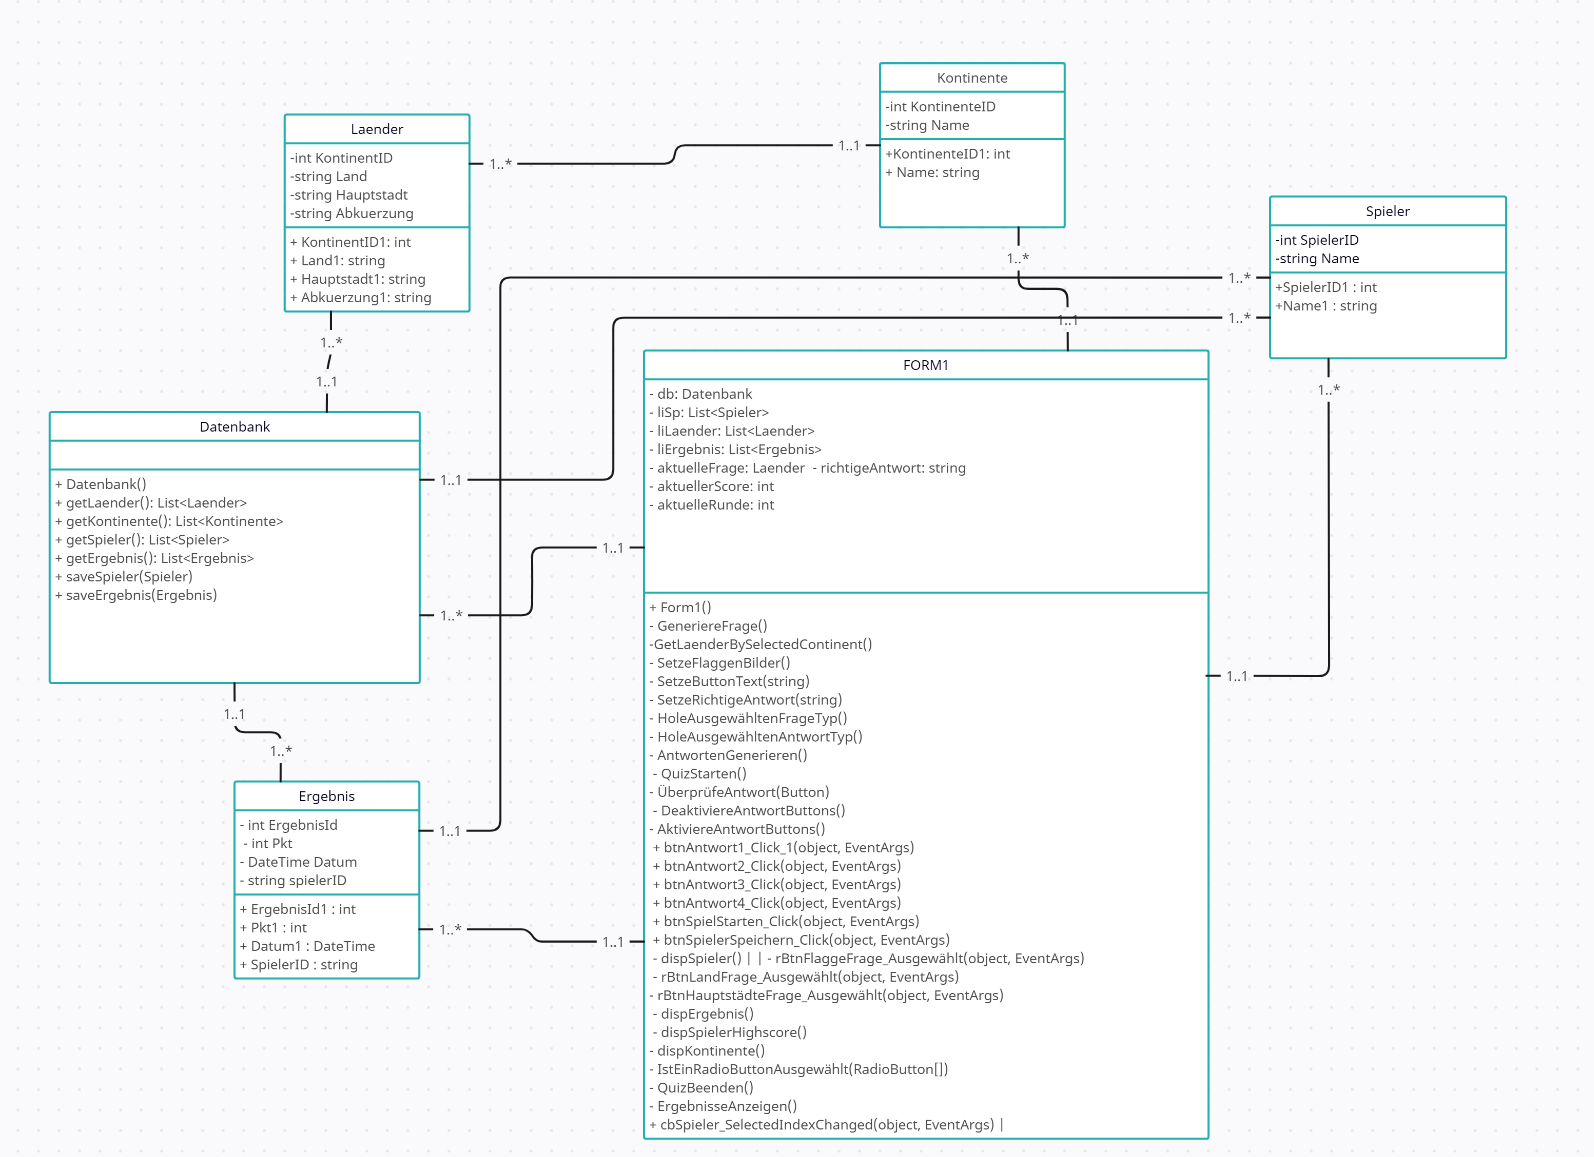 Kontinente
-int KontinenteID
-string Name
+KontinenteID1: int
+ Name: string
Laender
-int KontinentID
-string Land
-string Hauptstadt
-string Abkuerzung
+ KontinentID1: int
+ Land1: string
+ Hauptstadt1: string
+ Abkuerzung1: string
1..*
1..1
Spieler
-int SpielerID
-string Name
+SpielerID1 : int
+Name1 : string
1..*
1..*
1..*
1..1
1..*
1..*
1..1
1..*
Datenbank
+ Datenbank()
+ getLaender(): List<Laender>
+ getKontinente(): List<Kontinente>
+ getSpieler(): List<Spieler>
+ getErgebnis(): List<Ergebnis>
+ saveSpieler(Spieler)
+ saveErgebnis(Ergebnis)
1..1
1..1
1..*
1..1
1..1
1..*
FORM1
- db: Datenbank
- liSp: List<Spieler>
- liLaender: List<Laender>
- liErgebnis: List<Ergebnis>
- aktuelleFrage: Laender  - richtigeAntwort: string
- aktuellerScore: int
- aktuelleRunde: int
+ Form1()
- GeneriereFrage()
-GetLaenderBySelectedContinent()
- SetzeFlaggenBilder()
- SetzeButtonText(string)
- SetzeRichtigeAntwort(string)
- HoleAusgewähltenFrageTyp()
- HoleAusgewähltenAntwortTyp()
- AntwortenGenerieren()
- QuizStarten()
- ÜberprüfeAntwort(Button)
- DeaktiviereAntwortButtons()
- AktiviereAntwortButtons()
+ btnAntwort1_Click_1(object, EventArgs)
+ btnAntwort2_Click(object, EventArgs)
+ btnAntwort3_Click(object, EventArgs)
+ btnAntwort4_Click(object, EventArgs)
+ btnSpielStarten_Click(object, EventArgs)
+ btnSpielerSpeichern_Click(object, EventArgs)
- dispSpieler() | | - rBtnFlaggeFrage_Ausgewählt(object, EventArgs)
- rBtnLandFrage_Ausgewählt(object, EventArgs)
- rBtnHauptstädteFrage_Ausgewählt(object, EventArgs)
- dispErgebnis()
- dispSpielerHighscore()
- dispKontinente()
- IstEinRadioButtonAusgewählt(RadioButton[])
- QuizBeenden()
- ErgebnisseAnzeigen()
+ cbSpieler_SelectedIndexChanged(object, EventArgs) |
Ergebnis
- int ErgebnisId
- int Pkt
- DateTime Datum
- string spielerID
+ ErgebnisId1 : int
+ Pkt1 : int
+ Datum1 : DateTime
+ SpielerID : string
1..1
1..*
1..1